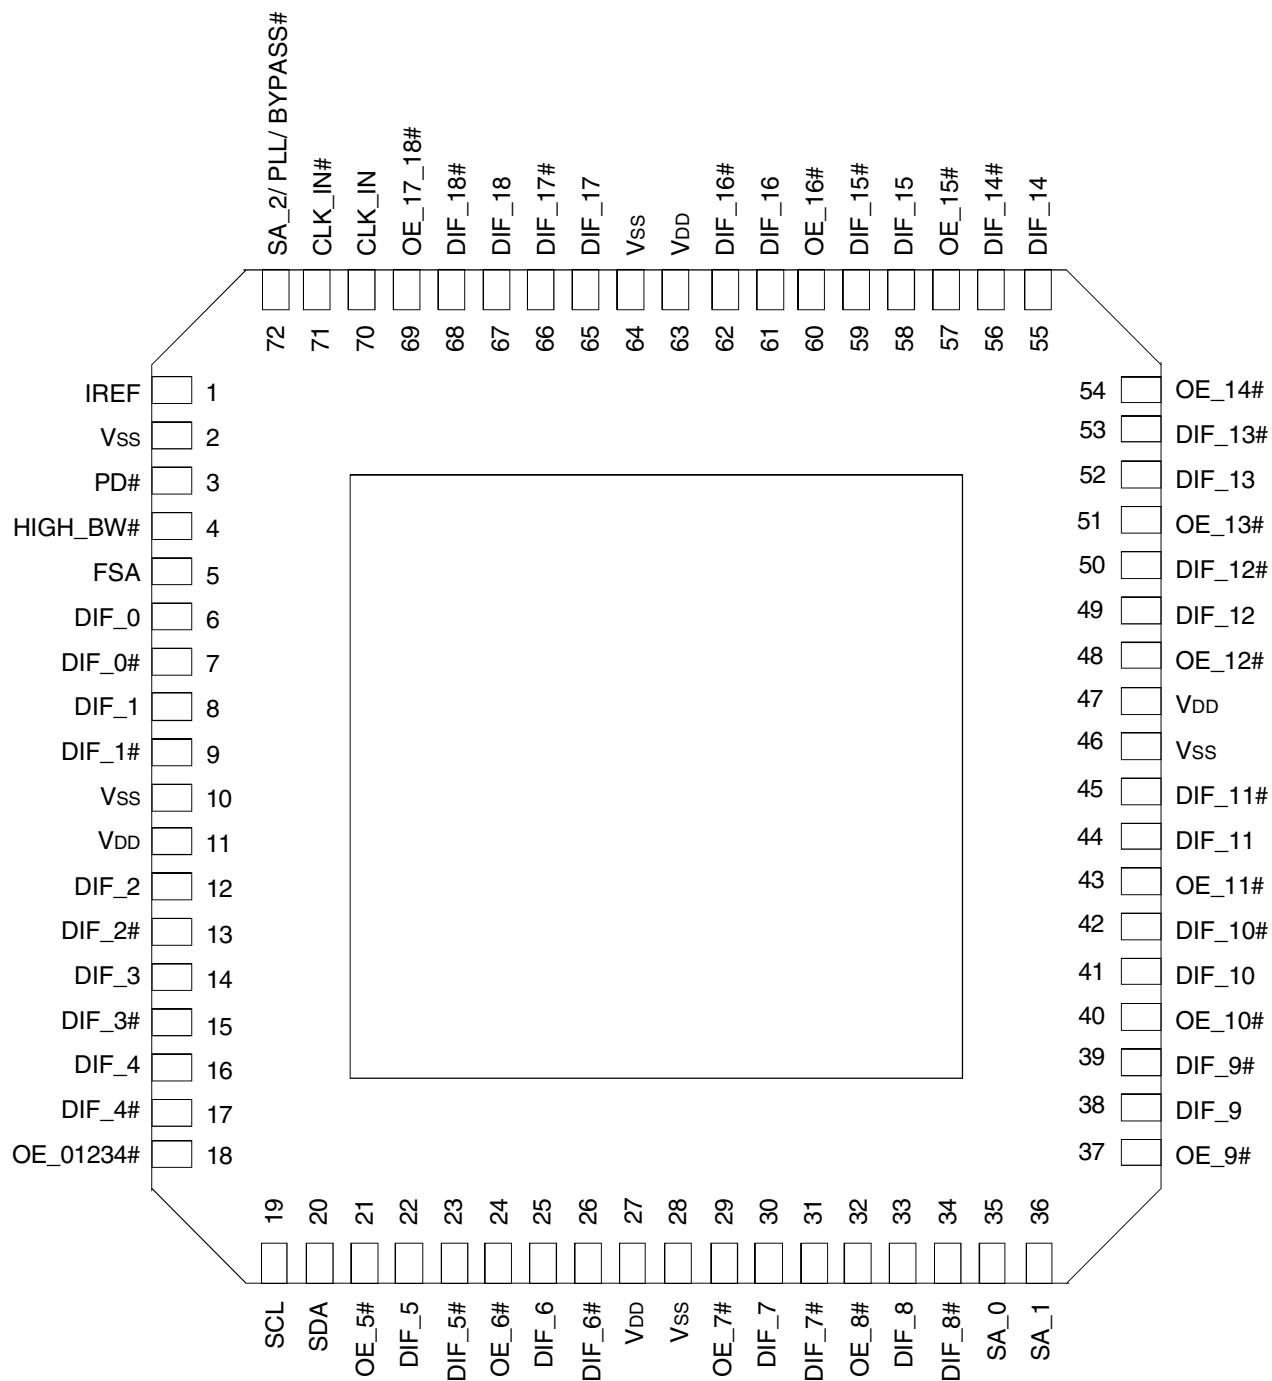 SA_2/ PLL/ BYPASS#
CLK_IN#
CLK_IN
OE_17_18#
DIF_18#
DIF_18
DIF_17#
DIF_17
VSS
VDD
DIF_16#
DIF_16
OE_16#
DIF_15#
DIF_15
OE_15#
DIF_14#
DIF_14
72 71 70 69 68 67 66 65 64 63 62 61 60 59 58 57 56 55
IREF 1
VSS 2
PD# 3
HIGH_BW# 4
FSA 5
DIF_0 6
DIF_0# 7
DIF_1 8
DIF_1# 9
VSS 10
VDD 11
DIF_2 12
DIF_2# 13
DIF_3 14
DIF_3# 15
DIF_4 16
DIF_4# 17
OE_01234# 18
54 OE_14#
53 DIF_13#
52 DIF_13
51 OE_13#
50 DIF_12#
49 DIF_12
48 OE_12#
47 VDD
46 VSS
45 DIF_11#
44 DIF_11
43 OE_11#
42 DIF_10#
41 DIF_10
40 OE_10#
39 DIF_9#
38 DIF_9
37 OE_9#
19 20 21 22 23 24 25 26 27 28 29 30 31 32 33 34 35 36
SCL
SDA
OE_5#
DIF_5
DIF_5#
OE_6#
DIF_6
DIF_6#
VDD
VSS
OE_7#
DIF_7
DIF_7#
OE_8#
DIF_8
DIF_8#
SA_0
SA_1